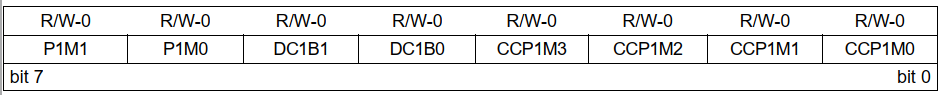 R/W-0 R/W-0 R/W-0 R/W-0 R/W-0 R/W-0 R/W-0 R/W-0
P1M1 P1M0 DC1B1 DC1B0 CCP1M3 CCP1M2 CCP1M1 CCP1M0
bit 7 bit 0